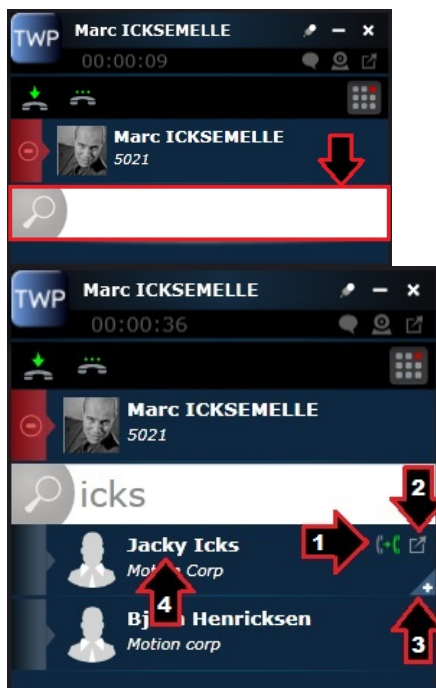 TWP Marc ICKSEMELLE
00:00:09
Marc ICKSEMELLE
5021
TWP Marc ICKSEMELLE
00:00:36
Marc ICKSEMELLE
5021
icks
2
Jacky Icks
1
Corp
4
3
Henricksen
Motion corp